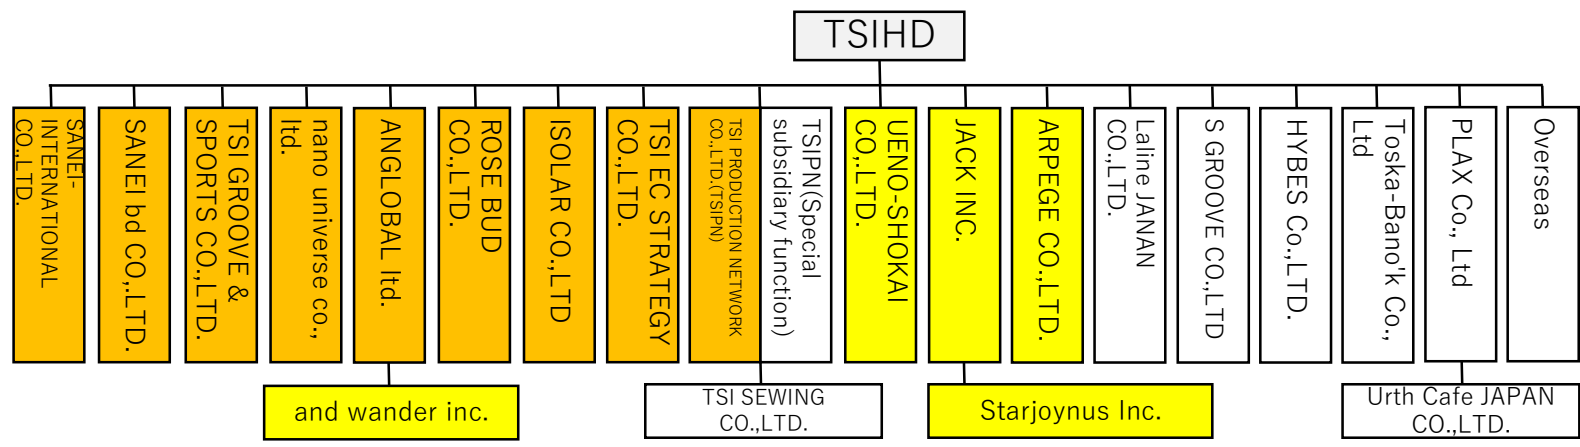 TSIHD
SANEI-
INTERNATIONAL
CO.,LTD.
SANEI bd CO,.LTD.
TSI GROOVE &
SPORTS CO.,LTD.
nano universe co.,
ltd.
ANGLOBAL ltd.
ROSE BUD
CO.,LTD.
ISOLAR CO.,LTD
TSI EC STRATEGY
CO.,LTD.
TSI PRODUCTION NETWORK
CO.,LTD.(TSIPN)
TSIPN(Special
subsidiary function)
UENO-SHOKAI
CO,.LTD.
JACK INC.
ARPEGE CO.,LTD.
Laline JANAN
CO.,LTD.
S GROOVE CO.,LTD
HYBES Co.,LTD.
Toska-Bano'k Co.,
Ltd
PLAX Co., Ltd
Overseas
and wander inc.
TSI SEWING
CO.,LTD.
Starjoynus Inc.
Urth Cafe JAPAN
CO.,LTD.